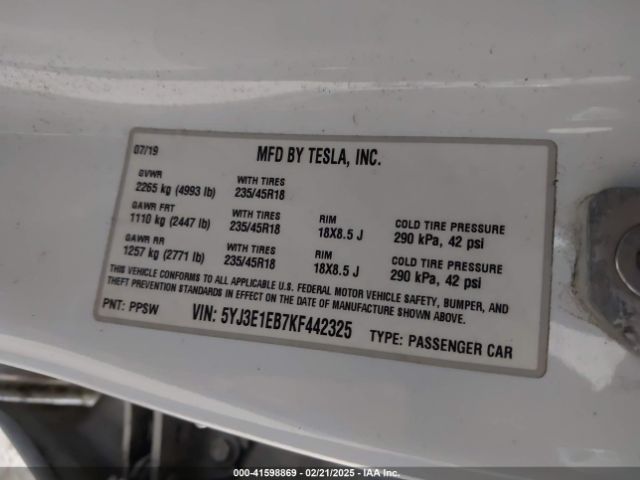 07/19 MFD BY TESLA, INC.
GVWR WITH TIRES
2265 kg (4993 lb) 235/45R18
GAWR FRT WITH TIRES RIM COLD TIRE PRESSURE
1110 kg (2447 lb) 235/45R18 18X8.5 J 290 kPa, 42 psi
GAWR RR WITH TIRES RIM COLD TIRE PRESSURE
1257 kg (2771 lb) 235/45R18 18X8.5 J 290 kPa, 42 psi
THIS VEHICLE CONFORMS TO ALL APPLICABLE U.S. FEDERAL MOTOR VEHICLE SAFETY, BUMPER, AND
THEFT PREVENTION STANDARDS IN EFFECT ON THE DATE OF MANUFACTURE SHOWN ABOVE.
PNT: PPSW VIN: 5YJ3E1EB7KF442325 TYPE: PASSENGER CAR
000-41598869 - 02/21/2025 - IAA Inc.